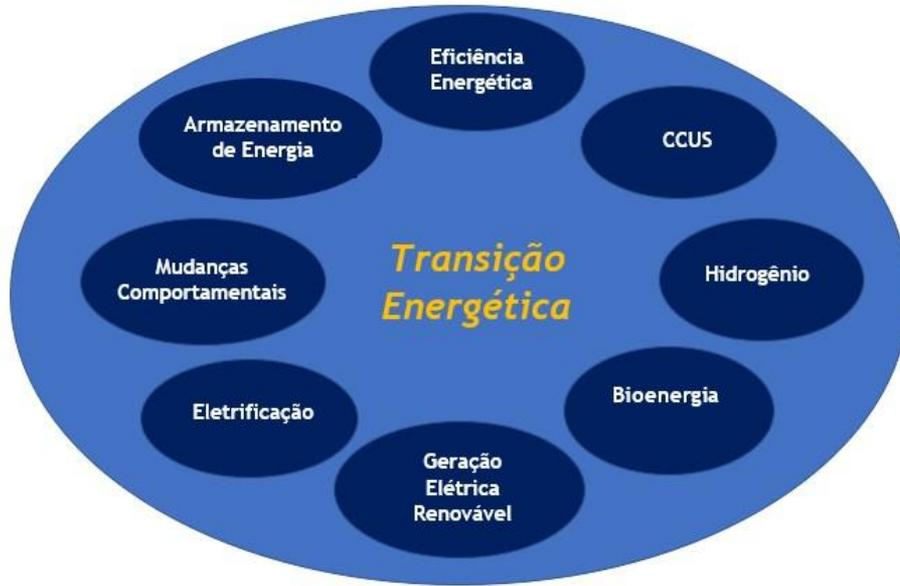 Eficiência
Energética
Armazenamento
de Energia
CCUS
Transição
Energética
Mudanças
Comportamentais
Hidrogênio
Eletrificação
Bioenergia
Geração
Elétrica
Renovável